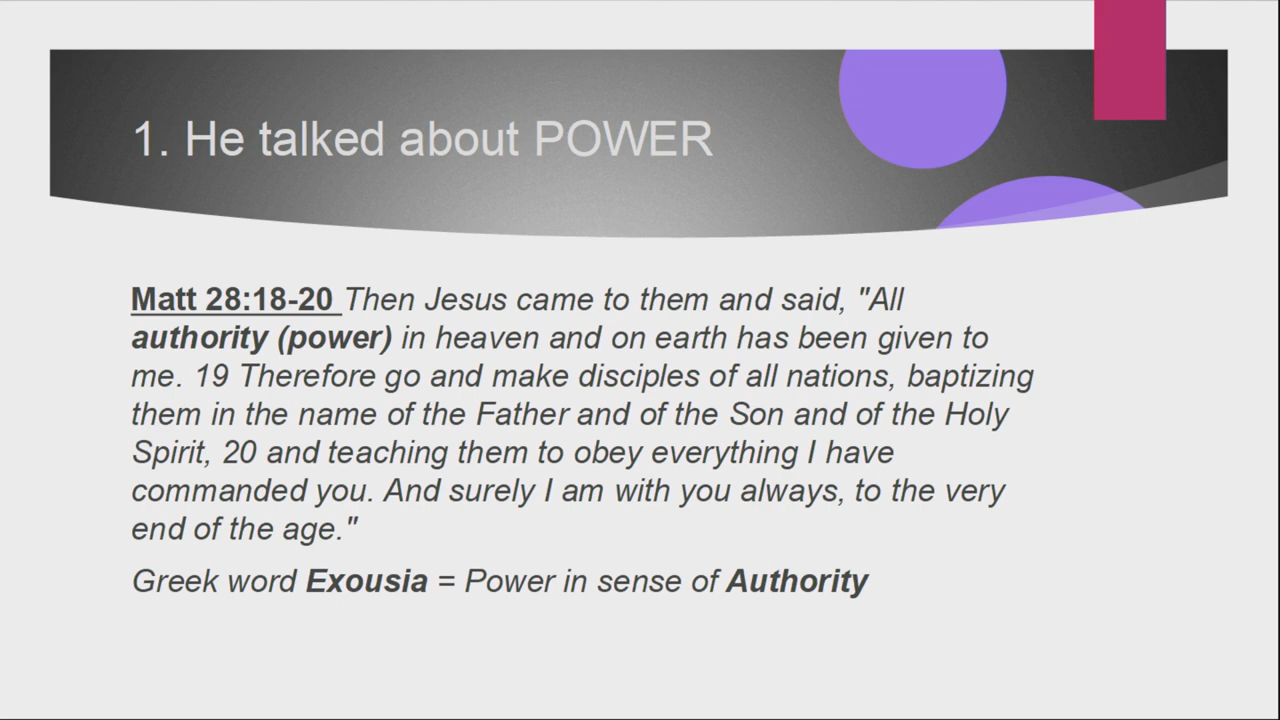 1. He talked about POWER
Matt 28:18-20 Then Jesus came to them and said, "All
authority (power) in heaven and on earth has been given to
me. 19 Therefore go and make disciples of all nations, baptizing
them in the name of the Father and of the Son and of the Holy
Spirit, 20 and teaching them to obey everything I have
commanded you. And surely I am with you always, to the very
end of the age."
Greek word Exousia = Power in sense of Authority